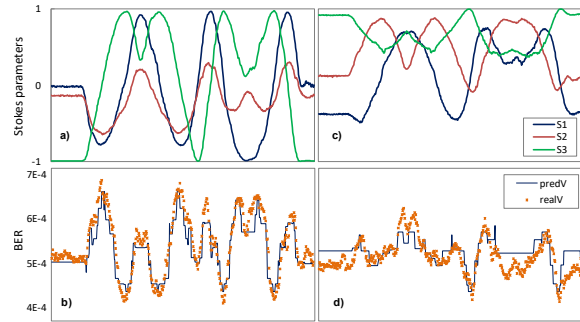 Stokes parameters
1
0
-1
a)
c)
S1
S2
S3
BER
7E-4
6E-4
5E-4
4E-4
b)
d)
predV
realV